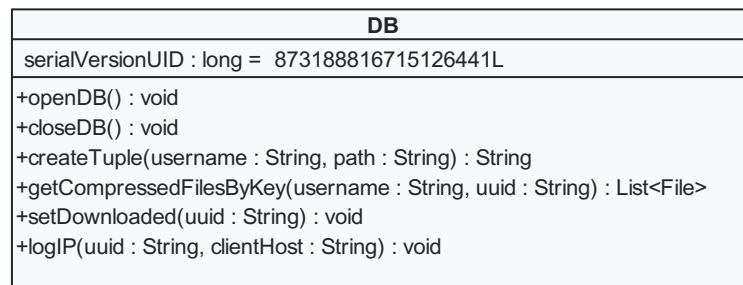 DB
serialVersionUID : long = 873188816715126441L
+openDB() : void
+closeDB() : void
+createTuple(username : String, path : String) : String
+getCompressedFilesByKey(username : String, uuid : String) : List<File>
+setDownloaded(uuid : String) : void
+logIP(uuid : String, clientHost : String) : void